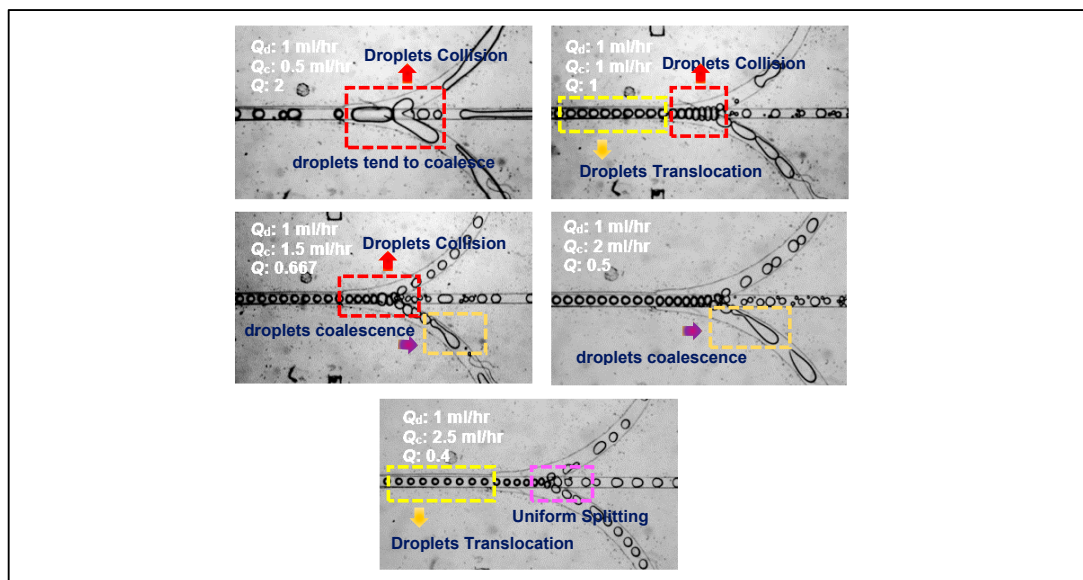 Qd: 1 ml/hr
Qc: 0.5 ml/hr
Q: 2
Droplets Collision
droplets tend to coalesce
Qd: 1 ml/hr
Qc: 1 ml/hr
Q: 1
Droplets Collision
Droplets Translocation
Qd: 1 ml/hr
Qc: 1.5 ml/hr
Q: 0.667
Droplets Collision
droplets coalescence
Qd: 1 ml/hr
Qc: 2 ml/hr
Q: 0.5
droplets coalescence
Qd: 1 ml/hr
Qc: 2.5 ml/hr
Q: 0.4
Uniform Splitting
Droplets Translocation